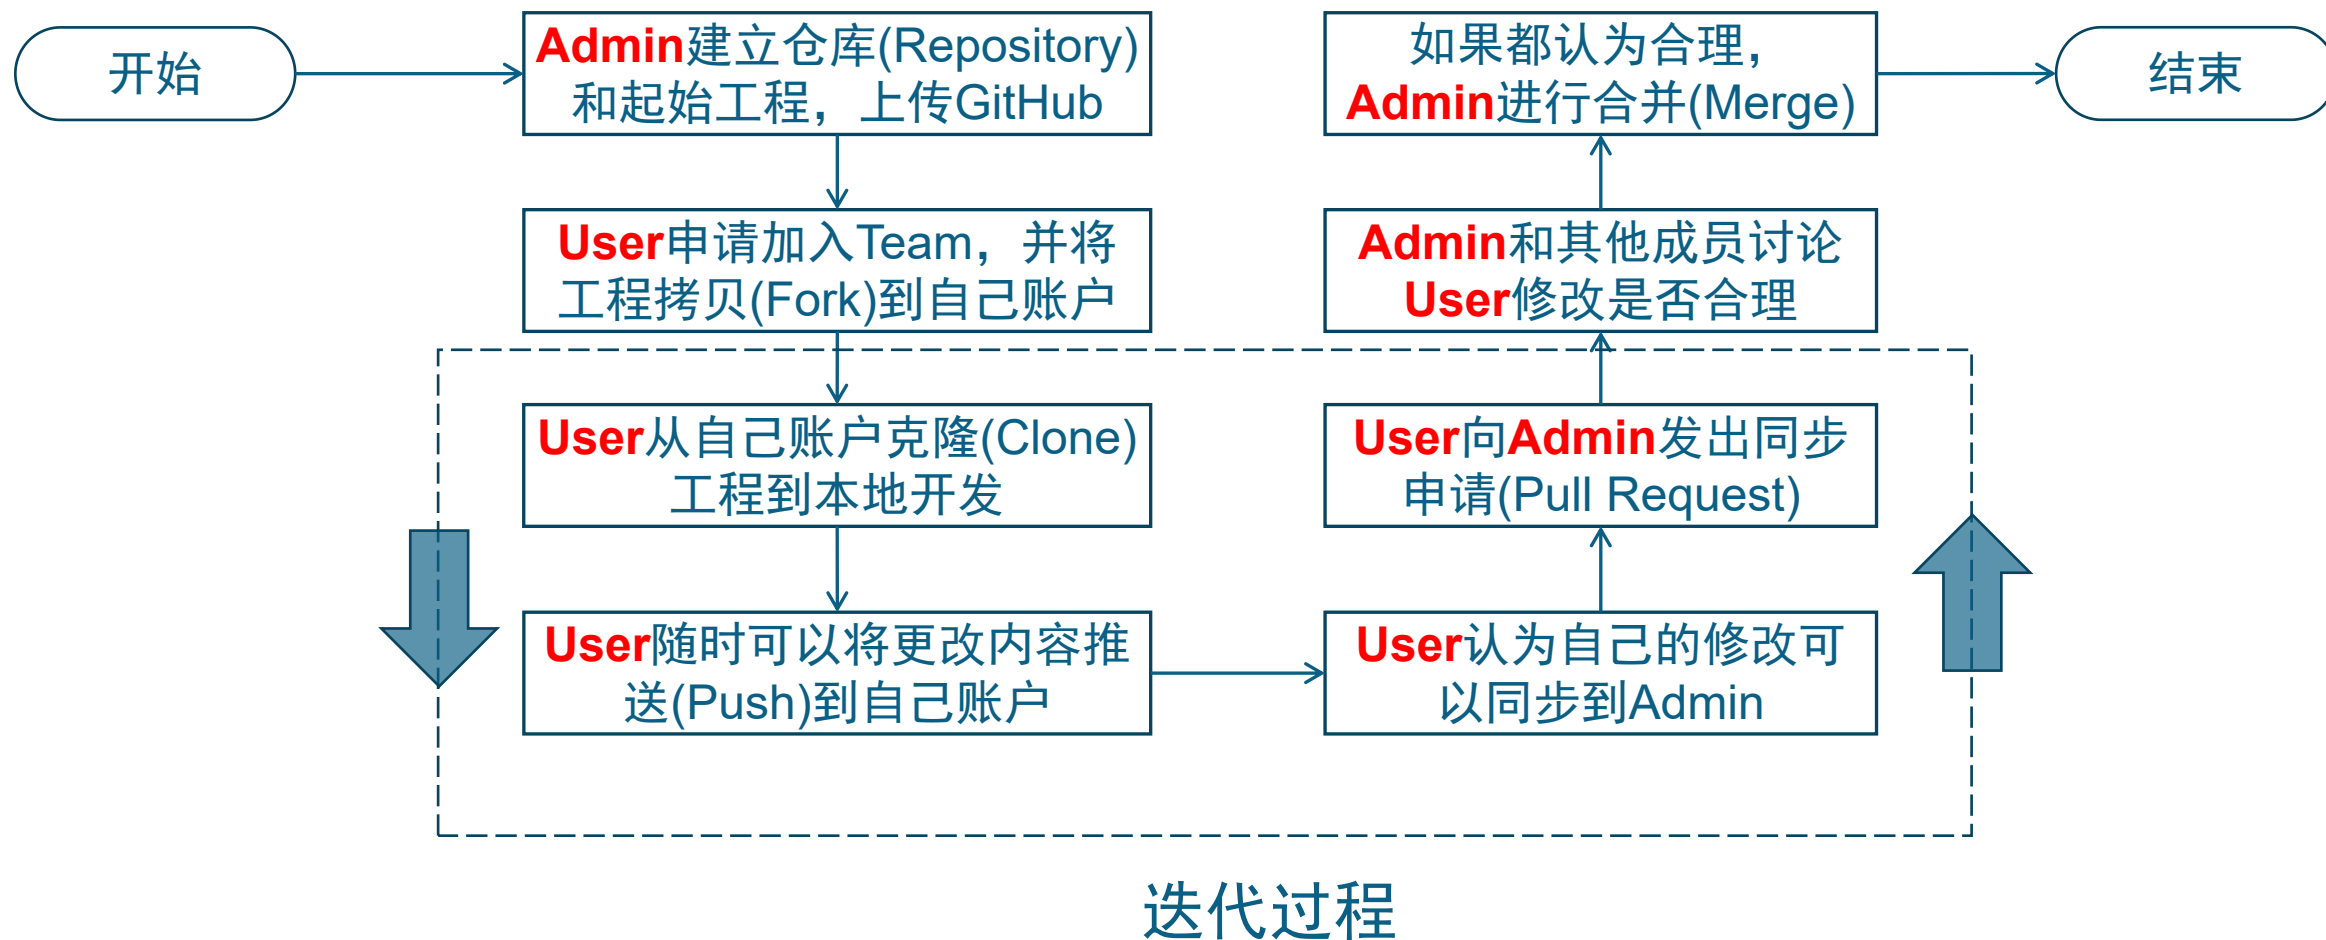 开始
Admin建立仓库(Repository)
和起始工程，上传GitHub
User申请加入Team，并将
工程拷贝(Fork)到自己账户
User从自己账户克隆(Clone)
工程到本地开发
User随时可以将更改内容推
送(Push)到自己账户
User认为自己的修改可
以同步到Admin
User向Admin发出同步
申请(Pull Request)
Admin和其他成员讨论
User修改是否合理
如果都认为合理，
Admin进行合并(Merge)
结束
迭代过程